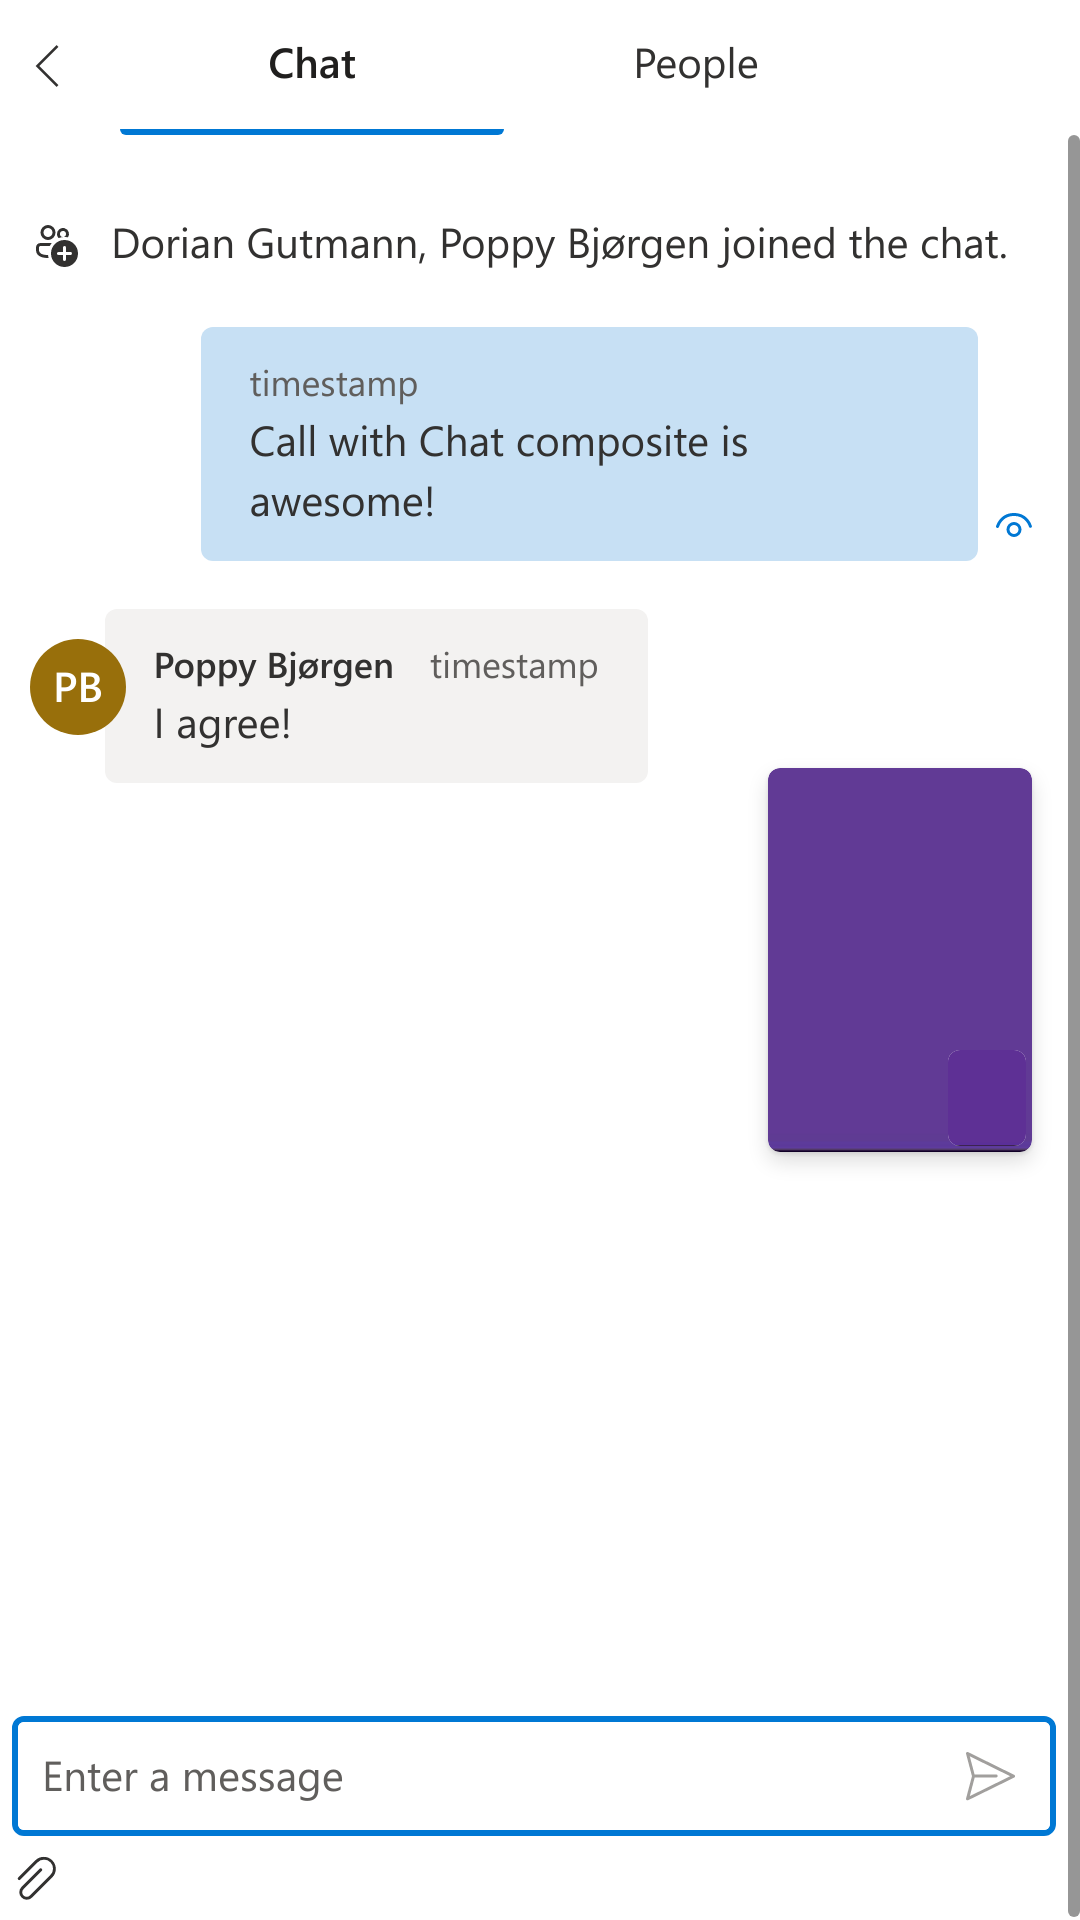 Chat
People
Dorian Gutmann, Poppy Bjørgen joined the chat.
timestamp
Call with Chat composite is
awesome!
PB
Poppy Bjørgen timestamp
I agree!
Enter a message